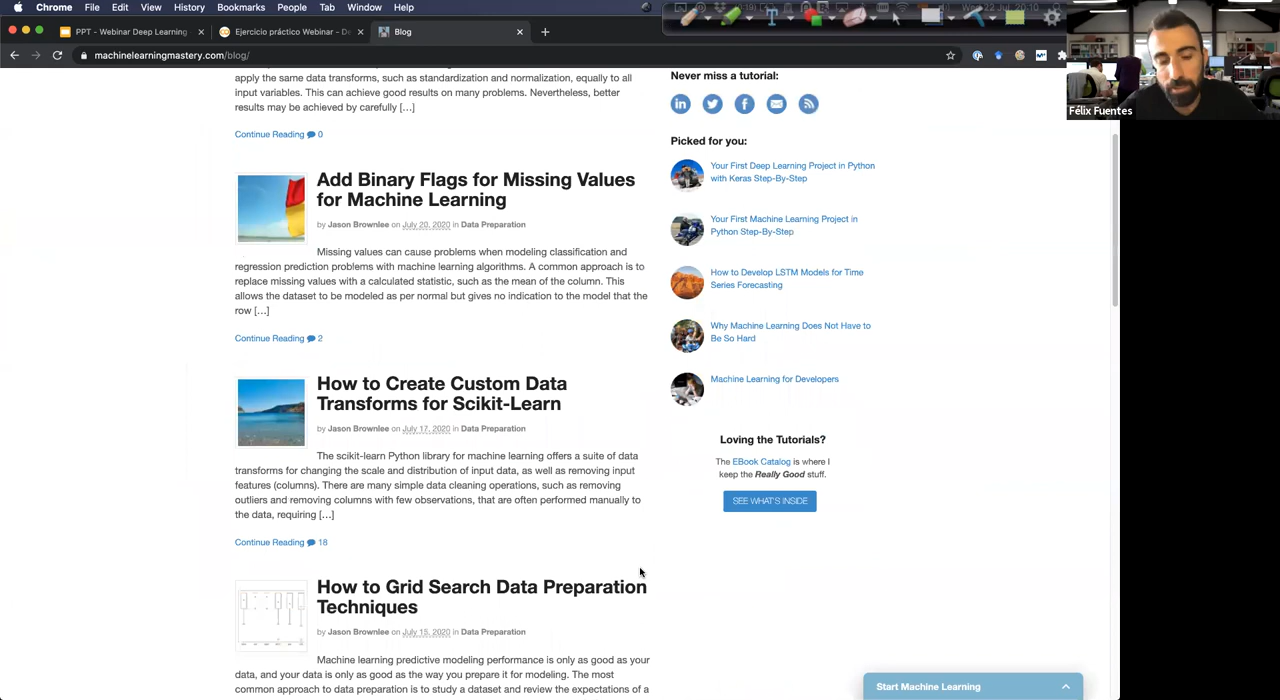 Chrome File Edit View History Bookmarks People Tab Window Help
Wed 22 Jul 20:10
PPT - Webinar Deep Learning
Ejercicio práctico Webinar - De
Blog
machinelearningmastery.com/blog/
Félix Fuentes
apply the same data transforms, such as standardization and normalization, equally to all
input variables. This can achieve good results on many problems. Nevertheless, better
results may be achieved by carefully […]
Continue Reading 0
Add Binary Flags for Missing Values
for Machine Learning
by Jason Brownlee on July 20, 2020 in Data Preparation
Missing values can cause problems when modeling classification and
regression prediction problems with machine learning algorithms. A common approach is to
replace missing values with a calculated statistic, such as the mean of the column. This
allows the dataset to be modeled as per normal but gives no indication to the model that the
row […]
Continue Reading 2
How to Create Custom Data
Transforms for Scikit-Learn
by Jason Brownlee on July 17, 2020 in Data Preparation
The scikit-learn Python library for machine learning offers a suite of data
transforms for changing the scale and distribution of input data, as well as removing input
features (columns). There are many simple data cleaning operations, such as removing
outliers and removing columns with few observations, that are often performed manually to
the data, requiring […]
Continue Reading 18
How to Grid Search Data Preparation
Techniques
by Jason Brownlee on July 15, 2020 in Data Preparation
Machine learning predictive modeling performance is only as good as your
data, and your data is only as good as the way you prepare it for modeling. The most
common approach to data preparation is to study a dataset and review the expectations of a
Never miss a tutorial:
Picked for you:
Your First Deep Learning Project in Python
with Keras Step-By-Step
Your First Machine Learning Project in
Python Step-By-Step
How to Develop LSTM Models for Time
Series Forecasting
Why Machine Learning Does Not Have to
Be So Hard
Machine Learning for Developers
Loving the Tutorials?
The EBook Catalog is where I
keep the Really Good stuff.
SEE WHAT'S INSIDE
Start Machine Learning